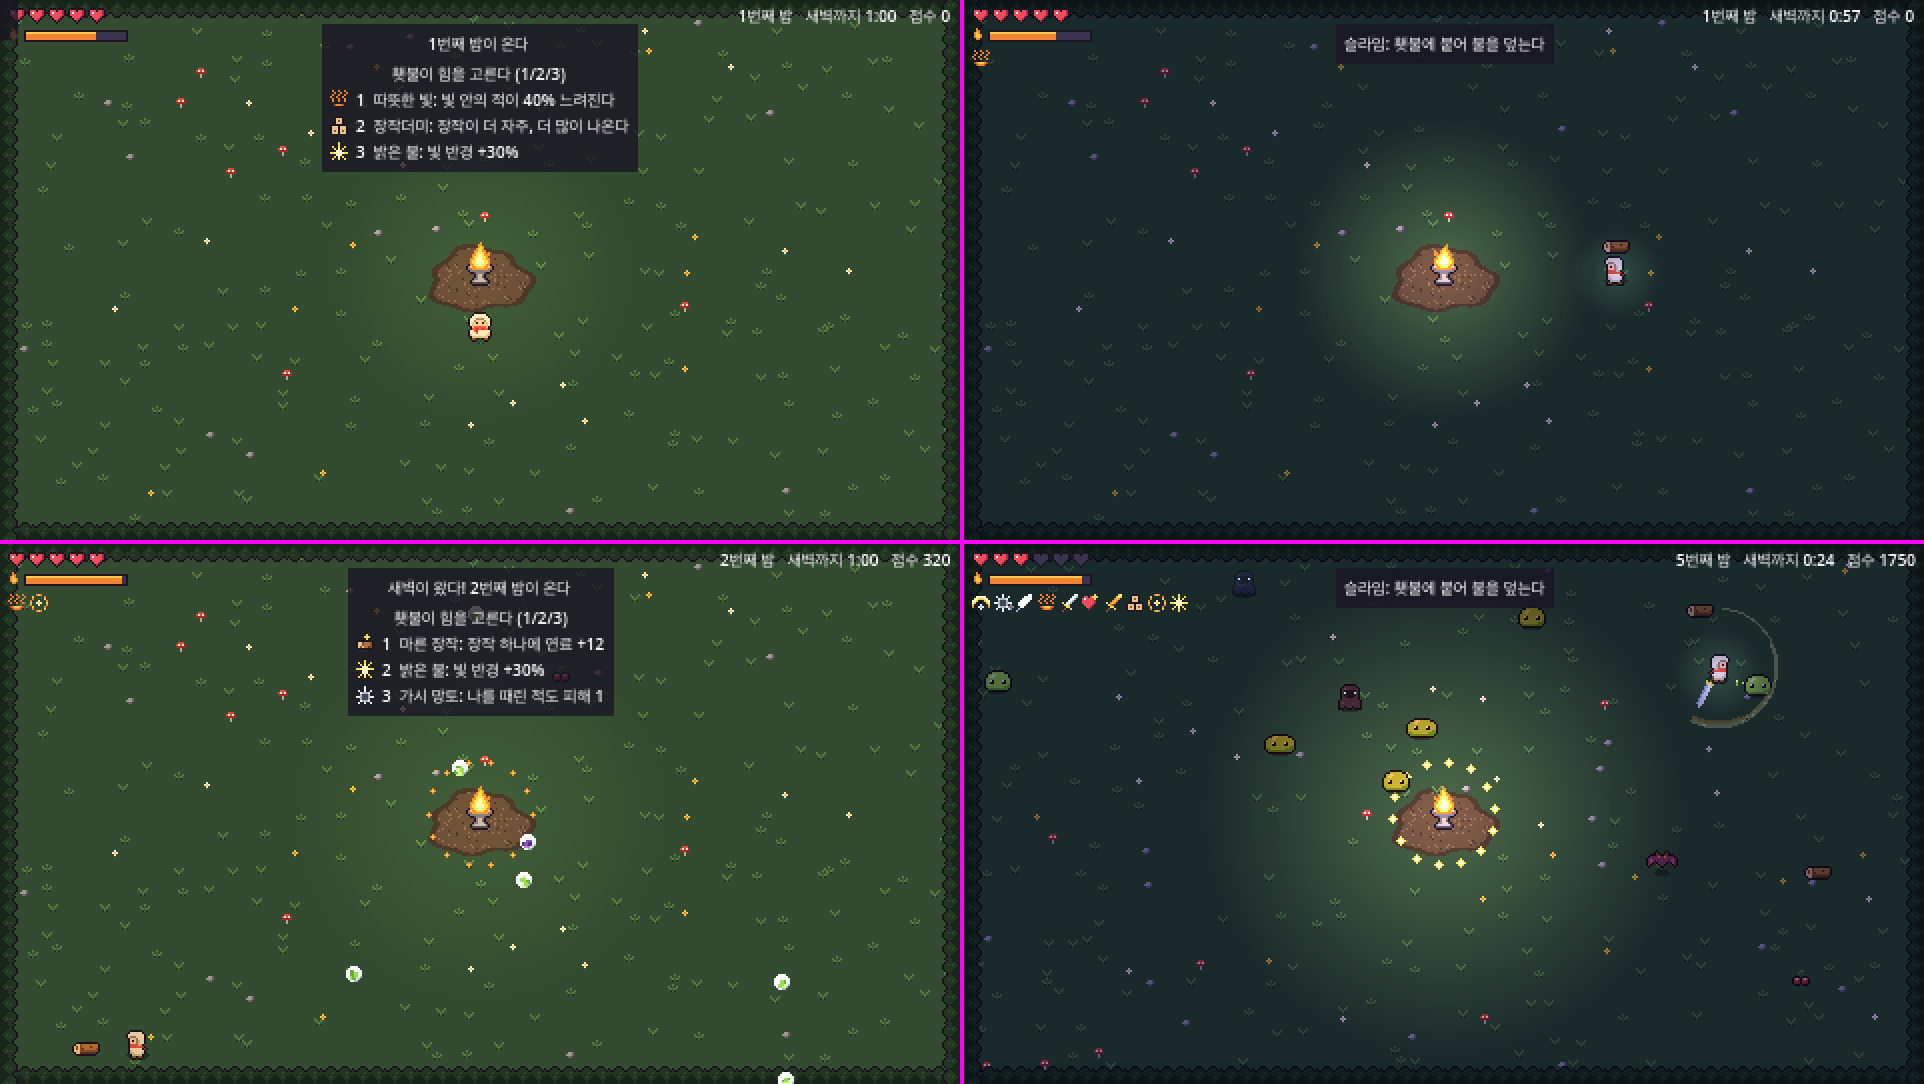 1번째 밤 새벽까지 1:00 점수 0
1번째 밤이 온다
횃불이 힘을 고른다 (1/2/3)
1 따뜻한 빛: 빛 안의 적이 40% 느려진다
2 장작더미: 장작이 더 자주, 더 많이 나온다
3 밝은 불: 빛 반경 +30%
1번째 밤 새벽까지 0:57 점수 0
슬라임: 횃불에 붙어 불을 덮는다
2번째 밤 새벽까지 1:00 점수 320
새벽이 왔다! 2번째 밤이 온다
횃불이 힘을 고른다 (1/2/3)
1 마른 장작: 장작 하나에 연료 +12
2 밝은 불: 빛 반경 +30%
3 가시 망토: 나를 때린 적도 피해 1
5번째 밤 새벽까지 0:24 점수 1750
슬라임: 횃불에 붙어 불을 덮는다